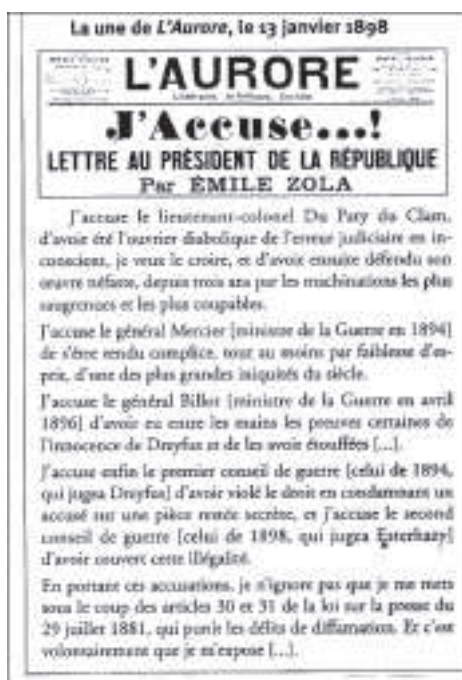 La une de L'Aurore, le 13 janvier 1898
L'AURORE
Littéraire, Artistique, Sociale
J'Accuse...!
LETTRE AU PRÉSIDENT DE LA RÉPUBLIQUE
Par ÉMILE ZOLA
J'accuse le lieutenant-colonel Du Paty du Clam,
d'avoir été l'ouvrier diabolique de l'erreur judiciaire en in-
conscient, je veux le croire, et d'avoir ensuite défendu son
œuvre néfaste, depuis trois ans par les machinations les plus
saugrenues et les plus coupables.
J'accuse le général Mercier [ministre de la Guerre en 1894]
de s'être rendu complice, tout au moins par faiblesse d'es-
prit, d'une des plus grandes iniquités du siècle.
J'accuse le général Billot [ministre de la Guerre en avril
1896] d'avoir eu entre les mains les preuves certaines de
l'innocence de Dreyfus et de les avoir étouffées [...].
J'accuse enfin le premier conseil de guerre [celui de 1894,
qui jugea Dreyfus] d'avoir violé le droit en condamnant un
accusé sur une pièce restée secrète, et j'accuse le second
conseil de guerre [celui de 1898, qui jugea Esterhazy]
d'avoir couvert cette illégalité.
En portant ces accusations, je n'ignore pas que je me mets
sous le coup des articles 30 et 31 de la loi sur la presse du
29 juillet 1881, qui punit les délits de diffamation. Et c'est
volontairement que je m'expose [...].